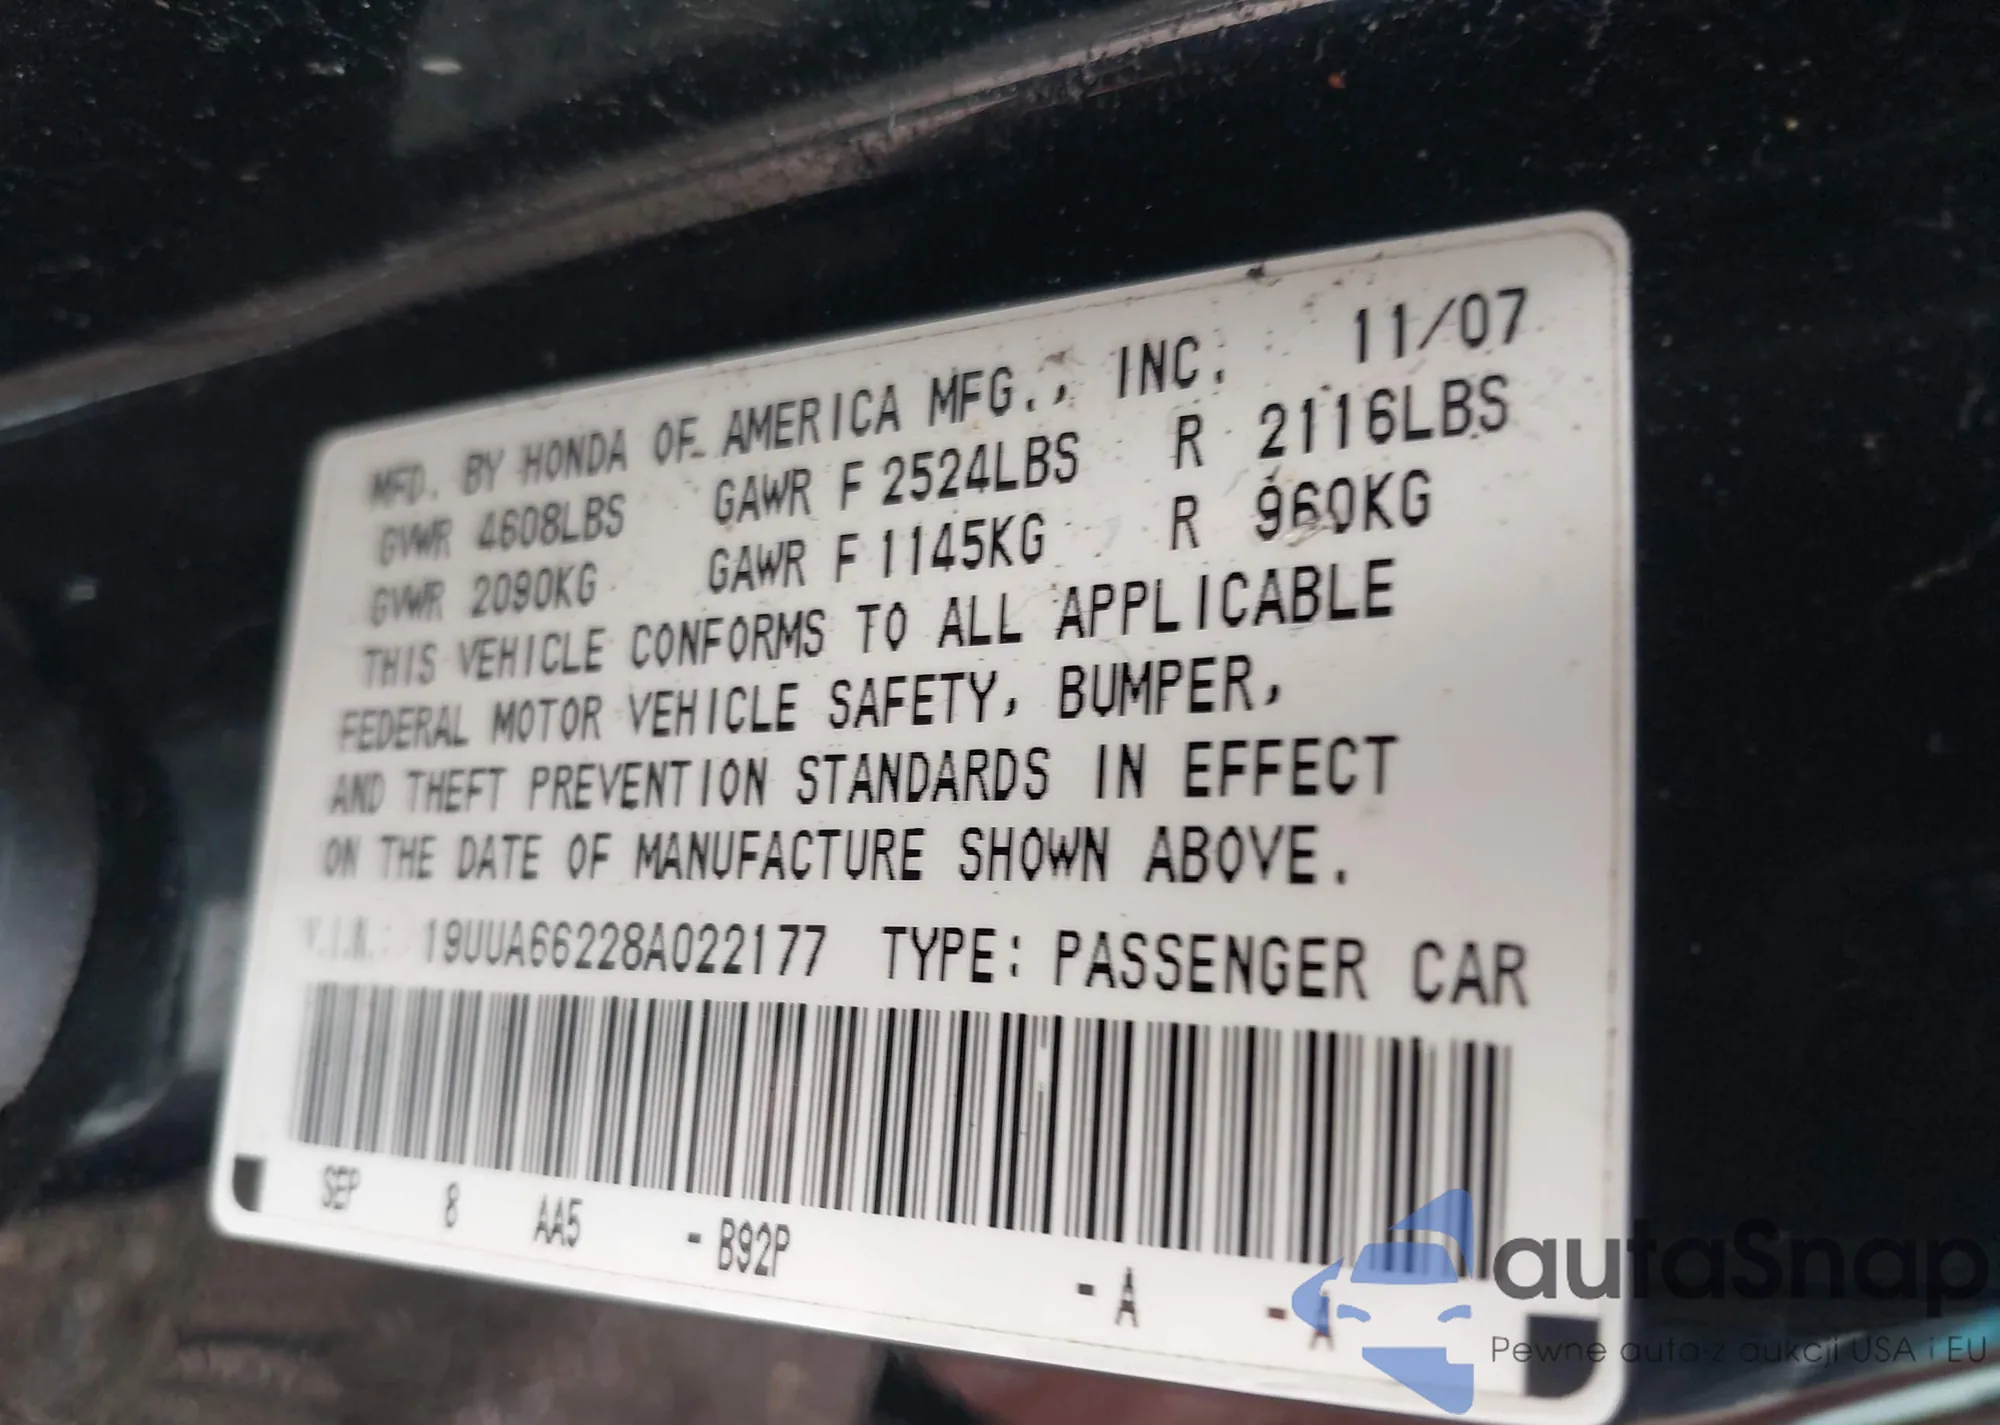 MFD. BY HONDA OF AMERICA MFG., INC. 11/07
GVWR 4608LBS GAWR F 2524LBS R 2116LBS
GVWR 2090KG GAWR F 1145KG R 960KG
THIS VEHICLE CONFORMS TO ALL APPLICABLE
FEDERAL MOTOR VEHICLE SAFETY, BUMPER,
AND THEFT PREVENTION STANDARDS IN EFFECT
ON THE DATE OF MANUFACTURE SHOWN ABOVE.
V.I.N.: 19UUA66228A022177 TYPE: PASSENGER CAR
SEP 8 AA5 - B92P - A - A
autaSnap
Pewne auta z aukcji USA i EU